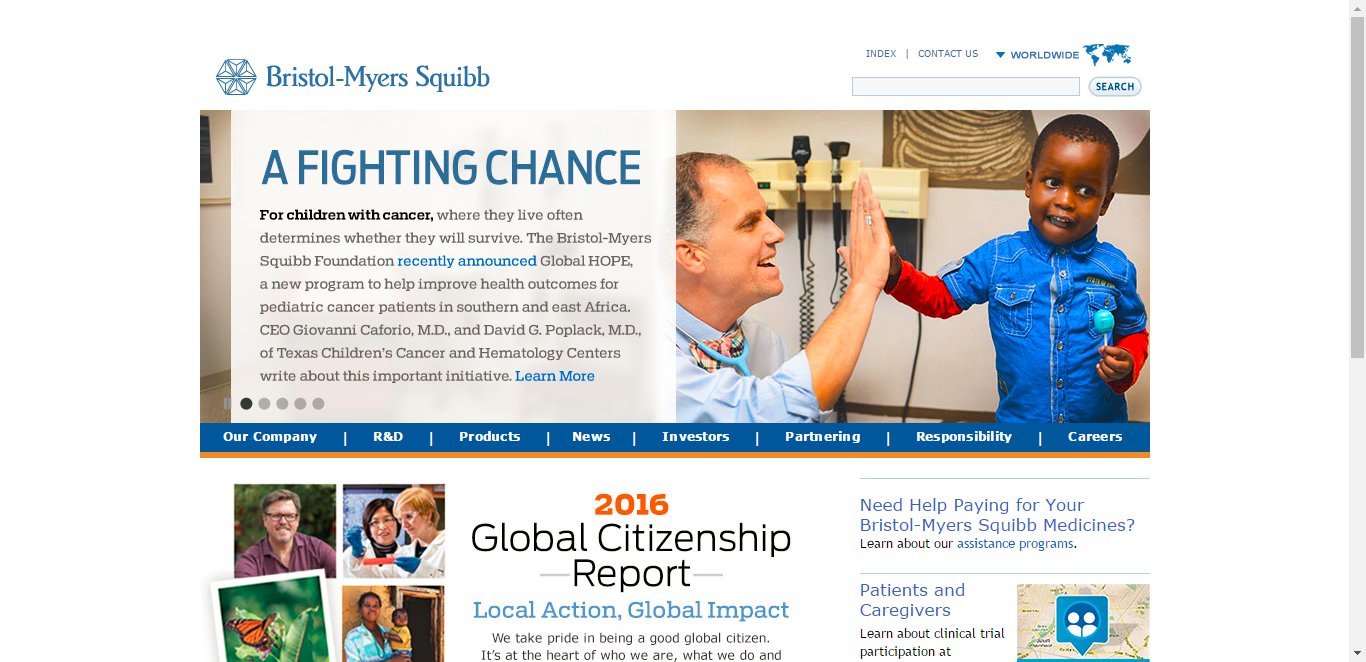 INDEX | CONTACT US WORLDWIDE
Bristol-Myers Squibb
SEARCH
A FIGHTING CHANCE
For children with cancer, where they live often
determines whether they will survive. The Bristol-Myers
Squibb Foundation recently announced Global HOPE,
a new program to help improve health outcomes for
pediatric cancer patients in southern and east Africa.
CEO Giovanni Caforio, M.D., and David G. Poplack, M.D.,
of Texas Children's Cancer and Hematology Centers
write about this important initiative. Learn More
Our Company | R&D | Products | News | Investors | Partnering | Responsibility | Careers
2016
Global Citizenship
Report
Local Action, Global Impact
We take pride in being a good global citizen.
It's at the heart of who we are, what we do and
Need Help Paying for Your
Bristol-Myers Squibb Medicines?
Learn about our assistance programs.
Patients and
Caregivers
Learn about clinical trial
participation at